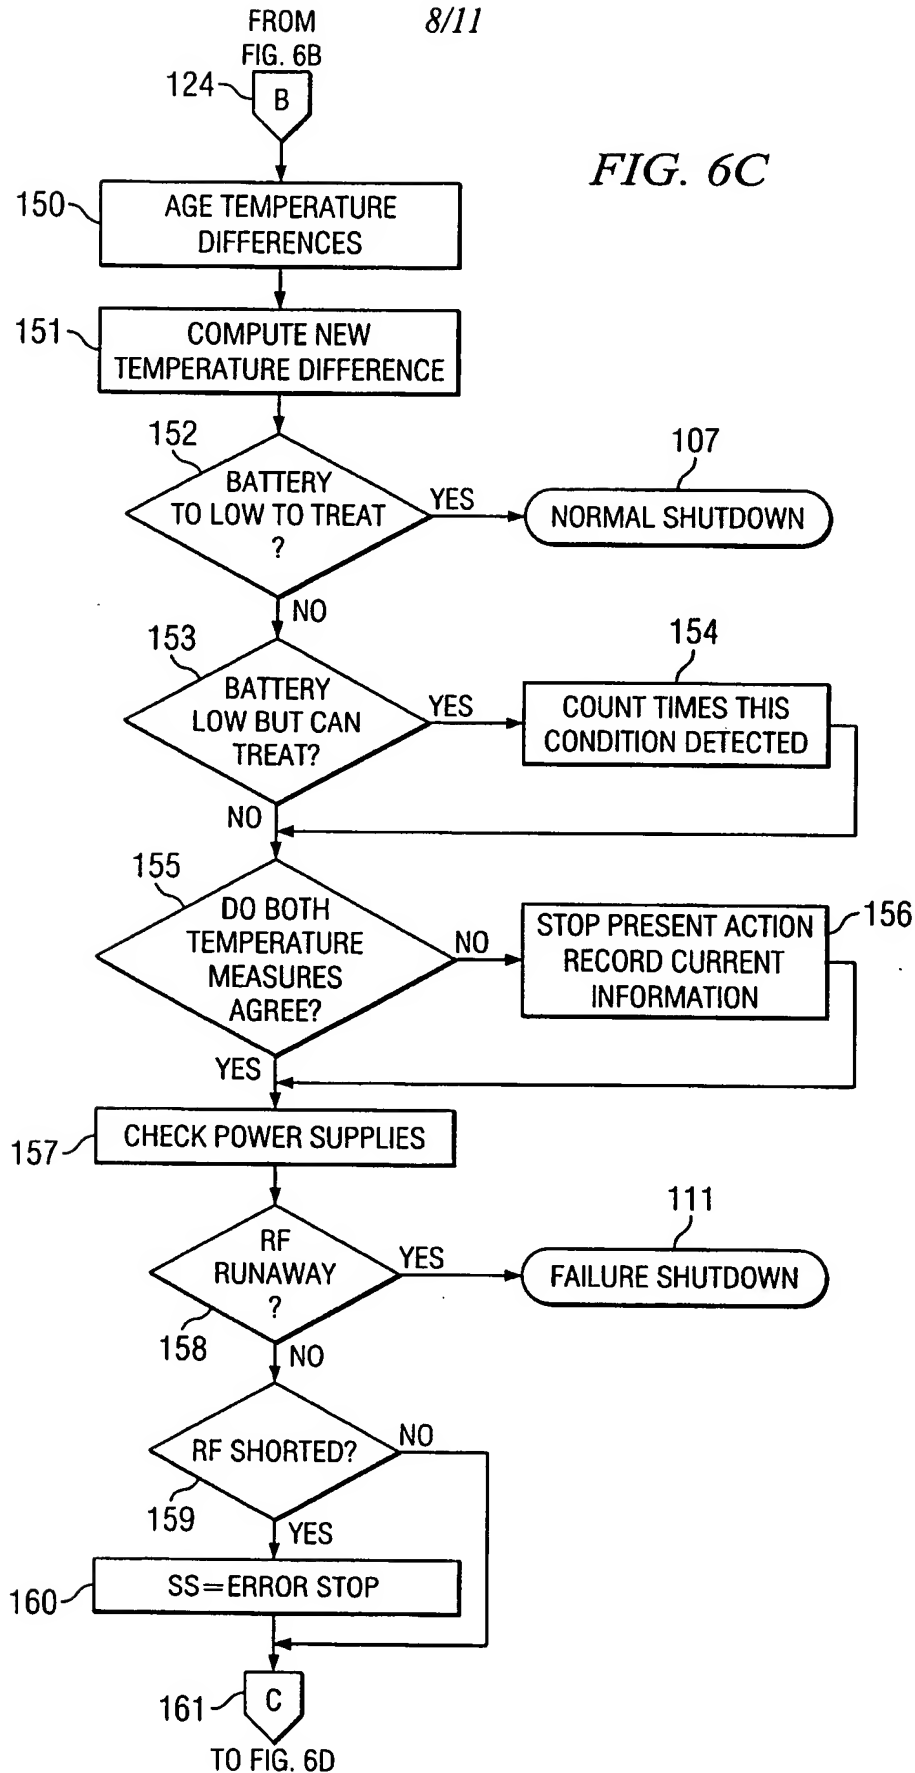 FROM
FIG. 6B
8/11
124
B
FIG. 6C
150
AGE TEMPERATURE
DIFFERENCES
151
COMPUTE NEW
TEMPERATURE DIFFERENCE
152
BATTERY
TO LOW TO TREAT
?
YES
107
NORMAL SHUTDOWN
NO
153
BATTERY
LOW BUT CAN
TREAT?
YES
154
COUNT TIMES THIS
CONDITION DETECTED
NO
155
DO BOTH
TEMPERATURE
MEASURES
AGREE?
NO
STOP PRESENT ACTION
RECORD CURRENT
INFORMATION
156
YES
157
CHECK POWER SUPPLIES
RF
RUNAWAY
?
158
YES
111
FAILURE SHUTDOWN
NO
RF SHORTED?
NO
159
YES
160
SS=ERROR STOP
161
C
TO FIG. 6D